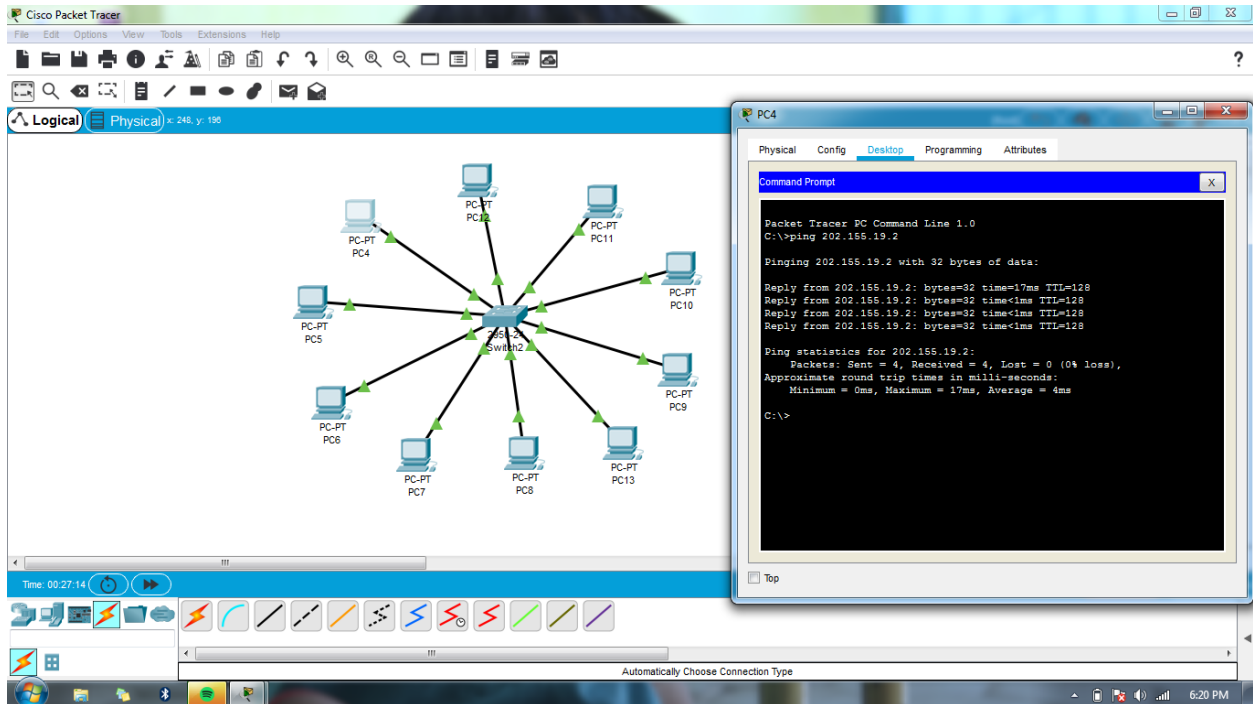 Cisco Packet Tracer
File Edit Options View Tools Extensions Help
?
Logical Physical x: 248, y: 196
PC-PT
PC12
PC-PT
PC4
PC-PT
PC11
PC-PT
PC10
PC-PT
PC5
2950-24
Switch2
PC-PT
PC9
PC-PT
PC6
PC-PT
PC7
PC-PT
PC8
PC-PT
PC13
PC4
Physical Config Desktop Programming Attributes
Command Prompt X
Packet Tracer PC Command Line 1.0
C:\>ping 202.155.19.2
Pinging 202.155.19.2 with 32 bytes of data:
Reply from 202.155.19.2: bytes=32 time=17ms TTL=128
Reply from 202.155.19.2: bytes=32 time<1ms TTL=128
Reply from 202.155.19.2: bytes=32 time<1ms TTL=128
Reply from 202.155.19.2: bytes=32 time<1ms TTL=128
Ping statistics for 202.155.19.2:
Packets: Sent = 4, Received = 4, Lost = 0 (0% loss),
Approximate round trip times in milli-seconds:
Minimum = 0ms, Maximum = 17ms, Average = 4ms
C:\>
Top
Time: 00:27:14
Automatically Choose Connection Type
6:20 PM